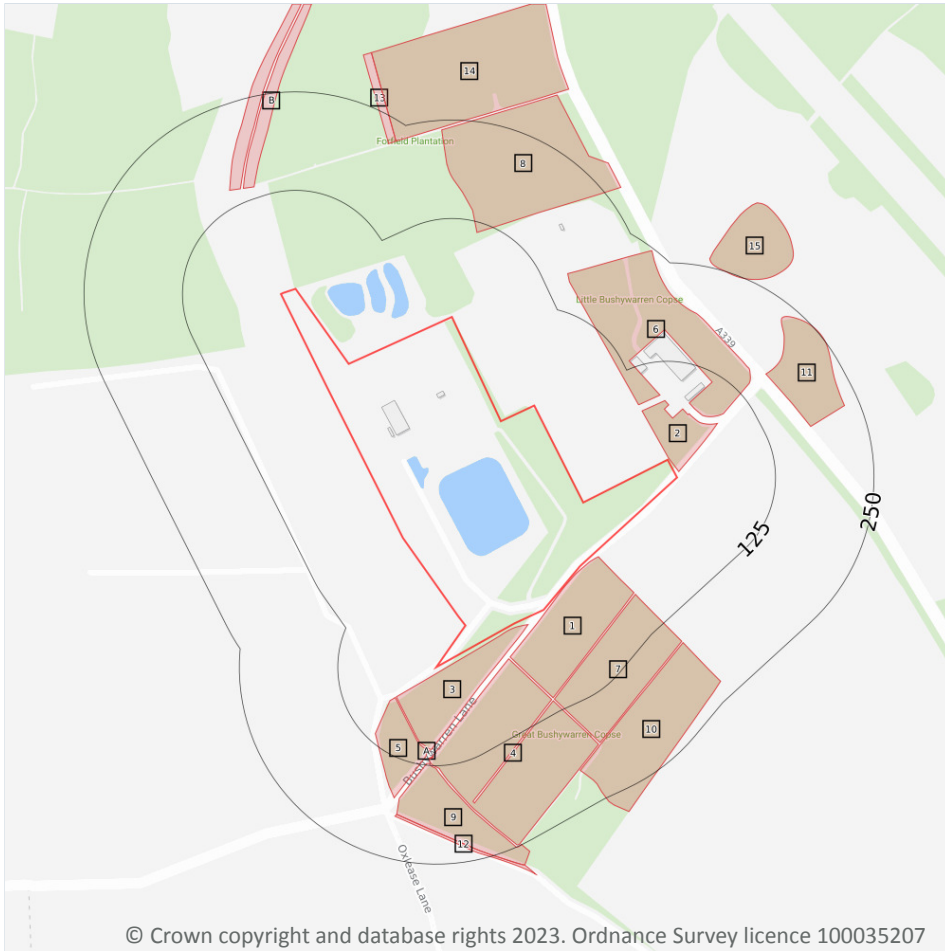 14
B
13
Forfield Plantation
8
15
Little Bushywarren Copse
6
A339
11
2
250
125
1
7
3
10
Great Bushywarren Copse
5
A
4
Bushywarren Lane
9
12
Oxlease Lane
© Crown copyright and database rights 2023. Ordnance Survey licence 100035207